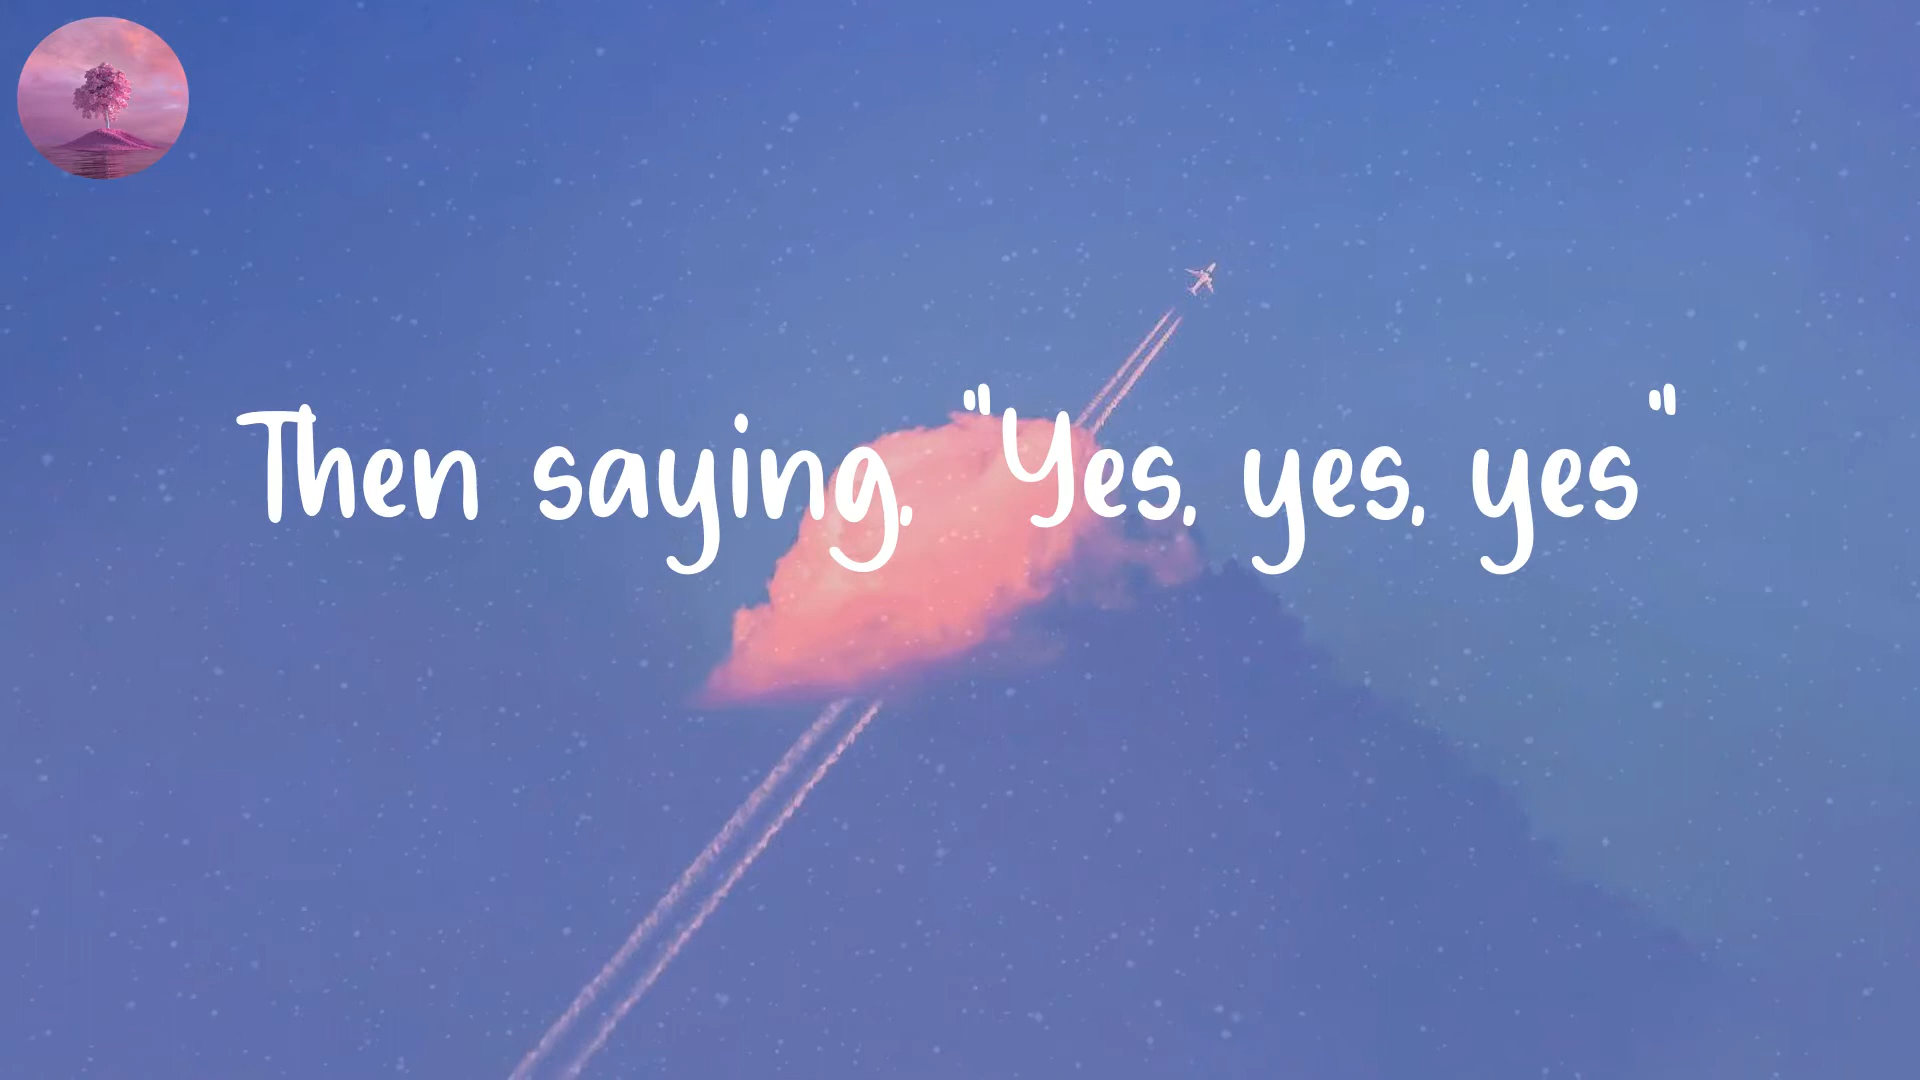 Then saying, "Yes, yes, yes"